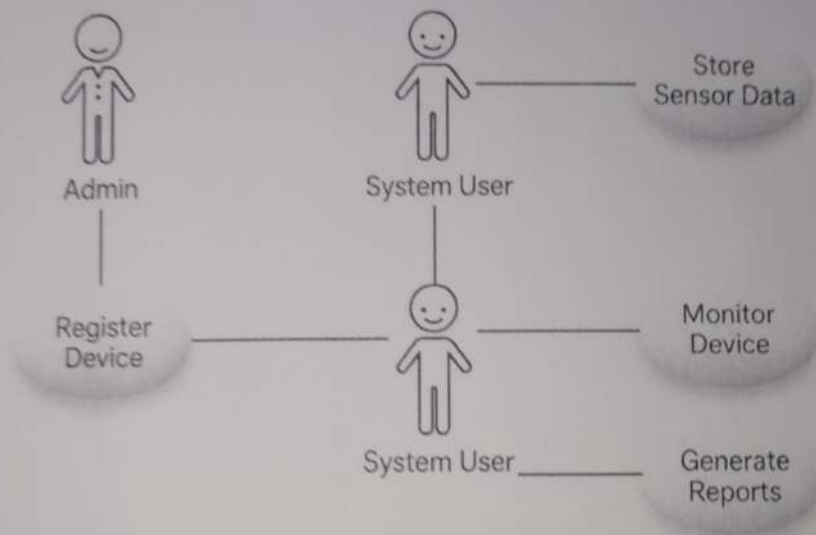 Admin
System User
Store
Sensor Data
Register
Device
System User
Monitor
Device
Generate
Reports